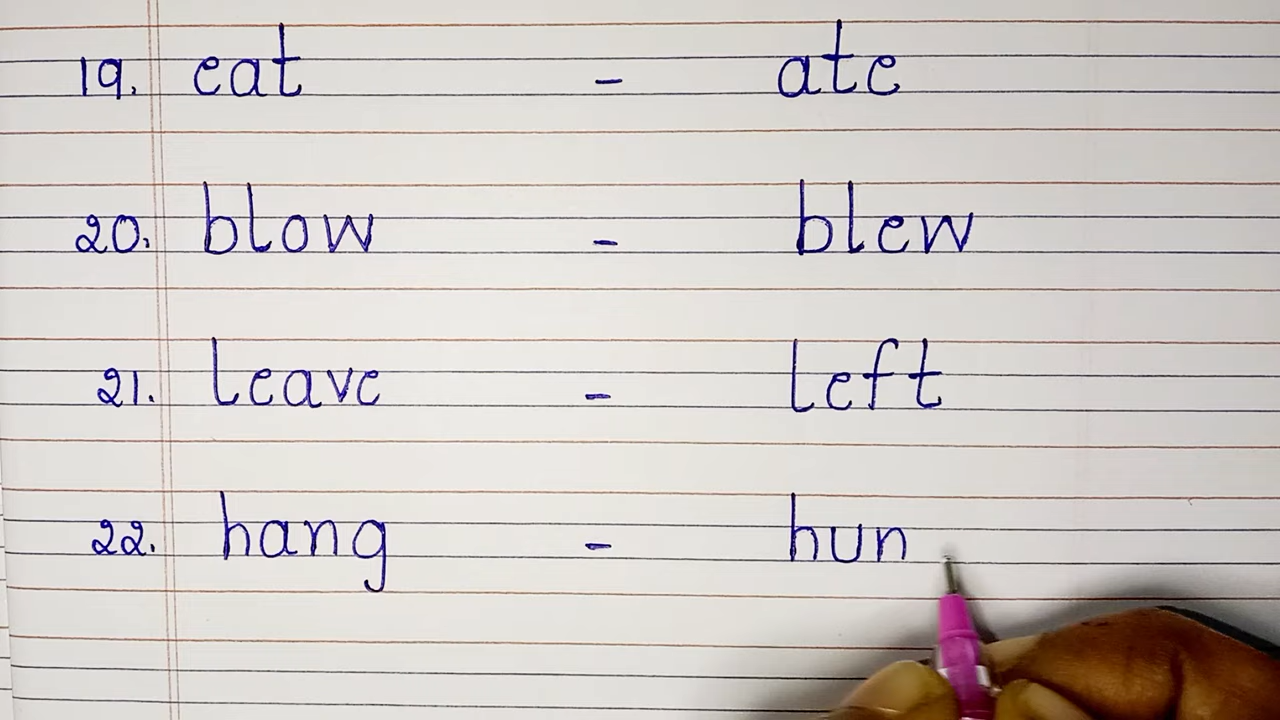 19. eat - ate
20. blow - blew
21. leave - left
22. hang - hun